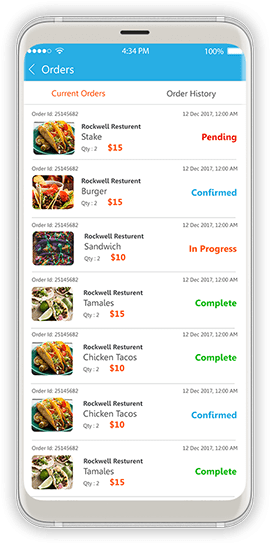 4:34 PM 100%
Orders
Current Orders Order History
Order Id: 25145682 12 Dec 2017, 12:00 AM
Rockwell Resturent
Stake Pending
Qty : 2 $15
Order Id: 25145682 12 Dec 2017, 12:00 AM
Rockwell Resturent
Burger Confirmed
Qty : 2 $15
Order Id: 25145682 12 Dec 2017, 12:00 AM
Rockwell Resturent
Sandwich In Progress
Qty : 2 $10
Order Id: 25145682 12 Dec 2017, 12:00 AM
Rockwell Resturent
Tamales Complete
Qty : 2 $15
Order Id: 25145682 12 Dec 2017, 12:00 AM
Rockwell Resturent
Chicken Tacos Complete
Qty : 2 $10
Order Id: 25145682 12 Dec 2017, 12:00 AM
Rockwell Resturent
Chicken Tacos Confirmed
Qty : 2 $10
Order Id: 25145682 12 Dec 2017, 12:00 AM
Rockwell Resturent
Tamales Complete
Qty : 2 $15